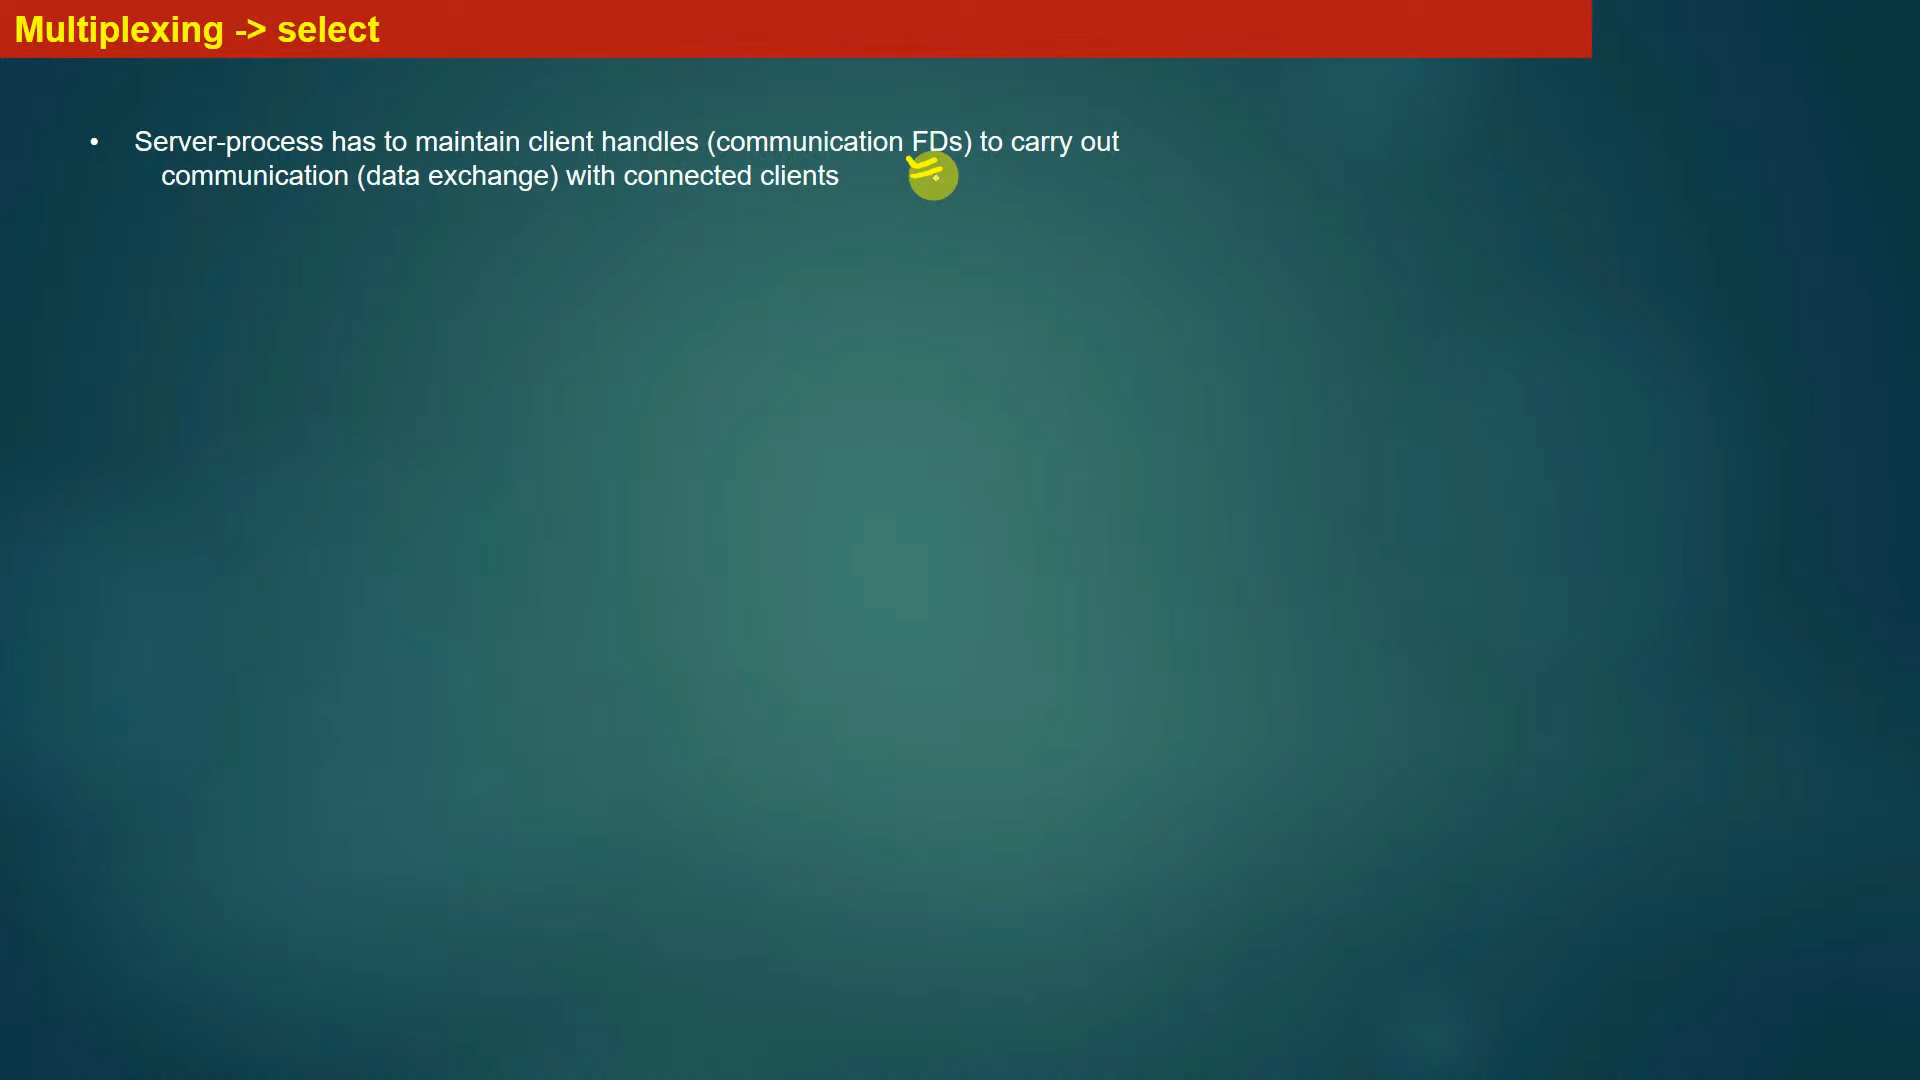 Multiplexing -> select
• Server-process has to maintain client handles (communication FDs) to carry out
communication (data exchange) with connected clients